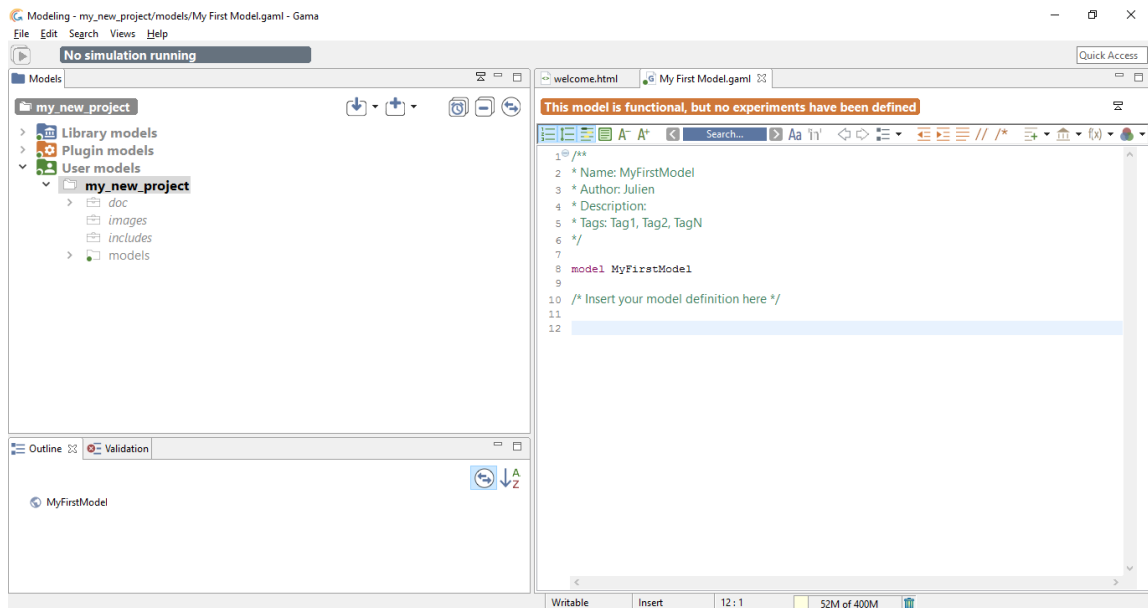 Modeling - my_new_project/models/My First Model.gaml - Gama
File Edit Search Views Help
No simulation running
Quick Access
Models
my_new_project
Library models
Plugin models
User models
my_new_project
doc
images
includes
models
Outline
Validation
A
Z
MyFirstModel
welcome.html
My First Model.gaml
This model is functional, but no experiments have been defined
A- A+ Search... Aa 'in' // /* f(x)
1 /**
2 * Name: MyFirstModel
3 * Author: Julien
4 * Description:
5 * Tags: Tag1, Tag2, TagN
6 */
7
8 model MyFirstModel
9
10 /* Insert your model definition here */
11
12
Writable Insert 12 : 1 52M of 400M